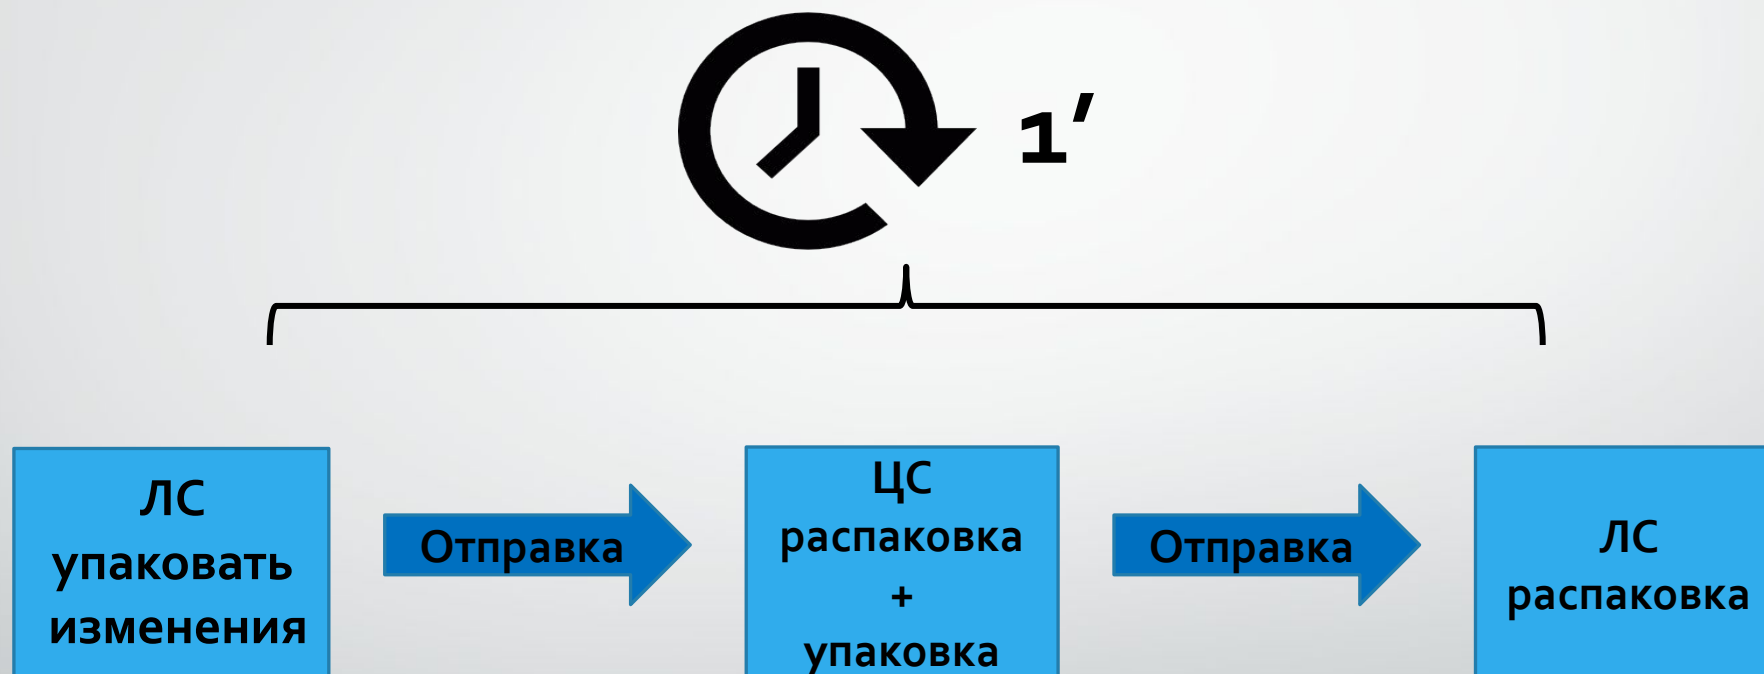 1′
ЛС
упаковать
изменения
Отправка
ЦС
распаковка
+
упаковка
Отправка
ЛС
распаковка